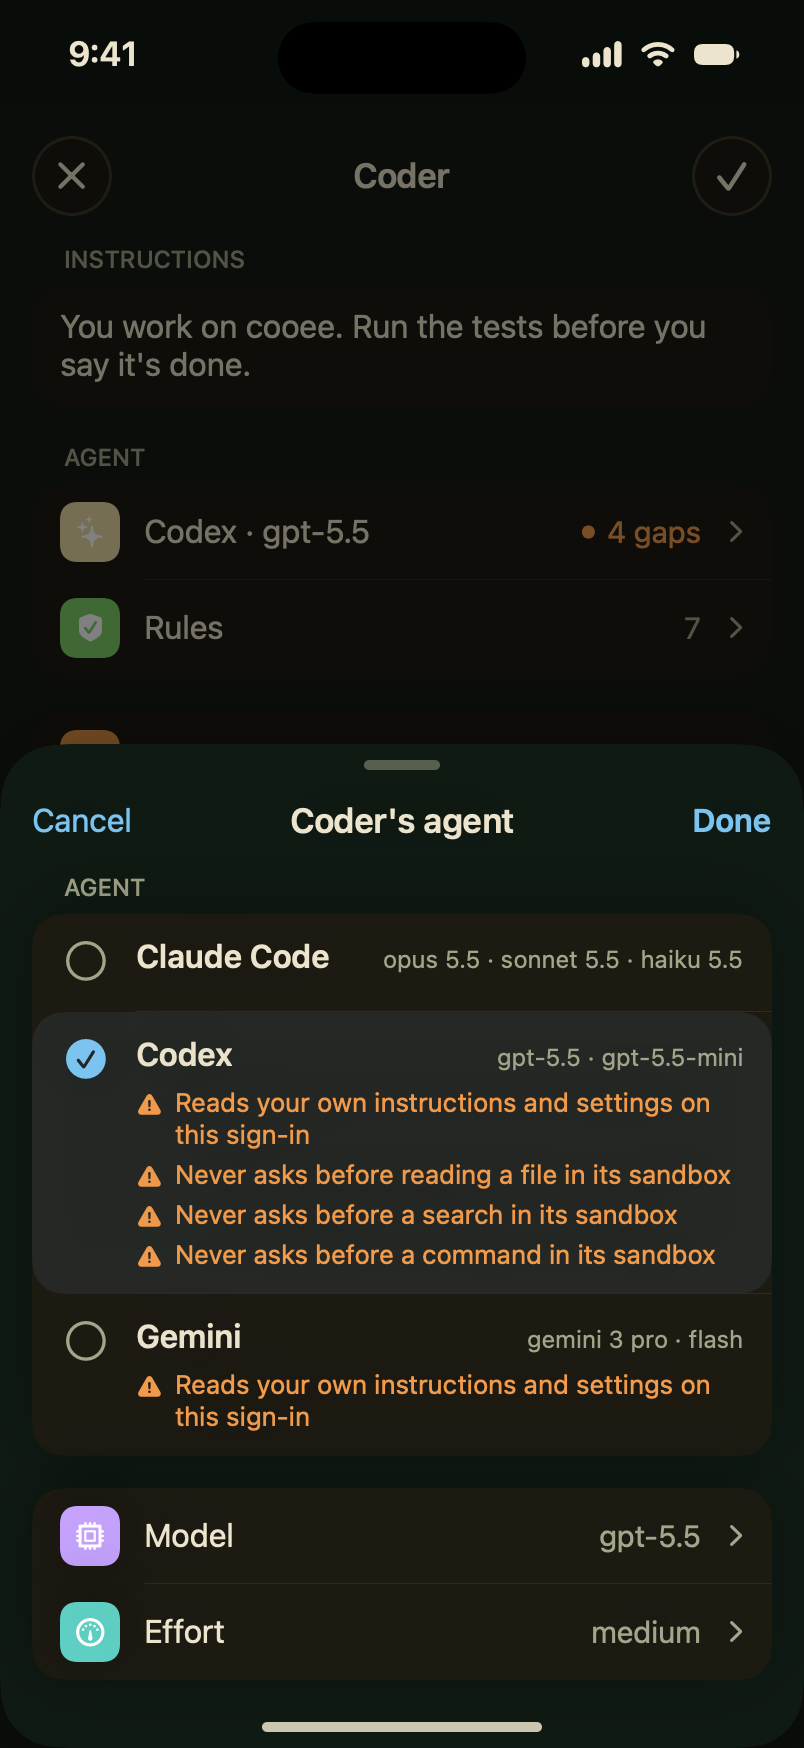 9:41
Coder
INSTRUCTIONS
You work on cooee. Run the tests before you
say it's done.
AGENT
Codex · gpt-5.5
4 gaps
Rules
7
Cancel
Coder's agent
Done
AGENT
Claude Code
opus 5.5 · sonnet 5.5 · haiku 5.5
Codex
gpt-5.5 · gpt-5.5-mini
Reads your own instructions and settings on
this sign-in
Never asks before reading a file in its sandbox
Never asks before a search in its sandbox
Never asks before a command in its sandbox
Gemini
gemini 3 pro · flash
Reads your own instructions and settings on
this sign-in
Model
gpt-5.5
Effort
medium